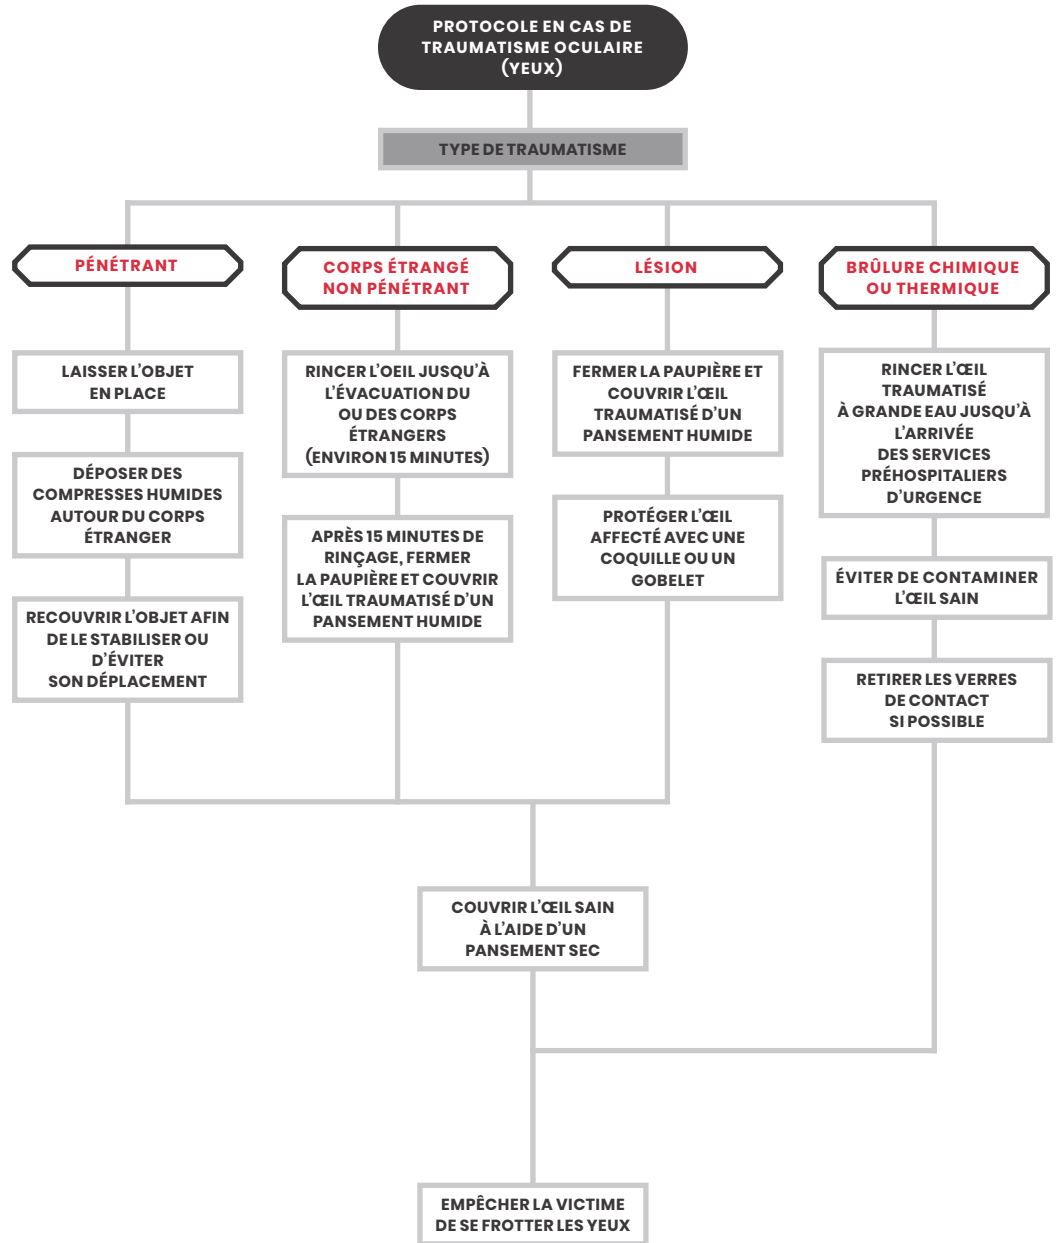 PROTOCOLE EN CAS DE
TRAUMATISME OCULAIRE
(YEUX)
TYPE DE TRAUMATISME
PÉNÉTRANT
LAISSER L’OBJET
EN PLACE
DÉPOSER DES
COMPRESSES HUMIDES
AUTOUR DU CORPS
ÉTRANGER
RECOUVRIR L’OBJET AFIN
DE LE STABILISER OU
D’ÉVITER
SON DÉPLACEMENT
CORPS ÉTRANGÉ
NON PÉNÉTRANT
RINCER L’OEIL JUSQU’À
L’ÉVACUATION DU
OU DES CORPS
ÉTRANGERS
(ENVIRON 15 MINUTES)
APRÈS 15 MINUTES DE
RINÇAGE, FERMER
LA PAUPIÈRE ET COUVRIR
L’ŒIL TRAUMATISÉ D’UN
PANSEMENT HUMIDE
LÉSION
FERMER LA PAUPIÈRE ET
COUVRIR L’ŒIL
TRAUMATISÉ D’UN
PANSEMENT HUMIDE
PROTÉGER L’ŒIL
AFFECTÉ AVEC UNE
COQUILLE OU UN
GOBELET
BRÛLURE CHIMIQUE
OU THERMIQUE
RINCER L’ŒIL
TRAUMATISÉ
À GRANDE EAU JUSQU’À
L’ARRIVÉE
DES SERVICES
PRÉHOSPITALIERS
D’URGENCE
ÉVITER DE CONTAMINER
L’ŒIL SAIN
RETIRER LES VERRES
DE CONTACT
SI POSSIBLE
COUVRIR L’ŒIL SAIN
À L’AIDE D’UN
PANSEMENT SEC
EMPÊCHER LA VICTIME
DE SE FROTTER LES YEUX